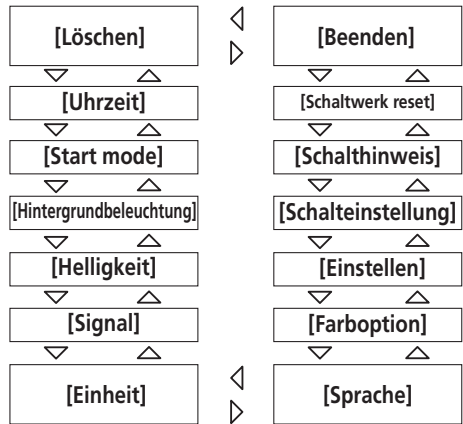 [Löschen]
[Uhrzeit]
[Start mode]
[Hintergrundbeleuchtung]
[Helligkeit]
[Signal]
[Einheit]
[Beenden]
[Schaltwerk reset]
[Schalthinweis]
[Schalteinstellung]
[Einstellen]
[Farboption]
[Sprache]